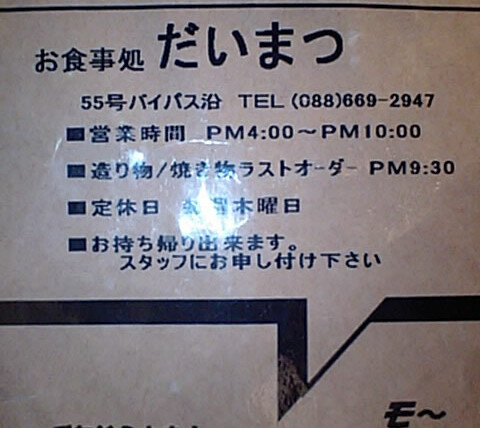 お食事処 だいまつ
55号バイパス沿 TEL (088)669-2947
■営業時間 PM4:00～PM10:00
■造り物/焼き物ラストオーダー PM9:30
■定休日 木曜日
■お持ち帰り出来ます。
スタッフにお申し付け下さい
モ～